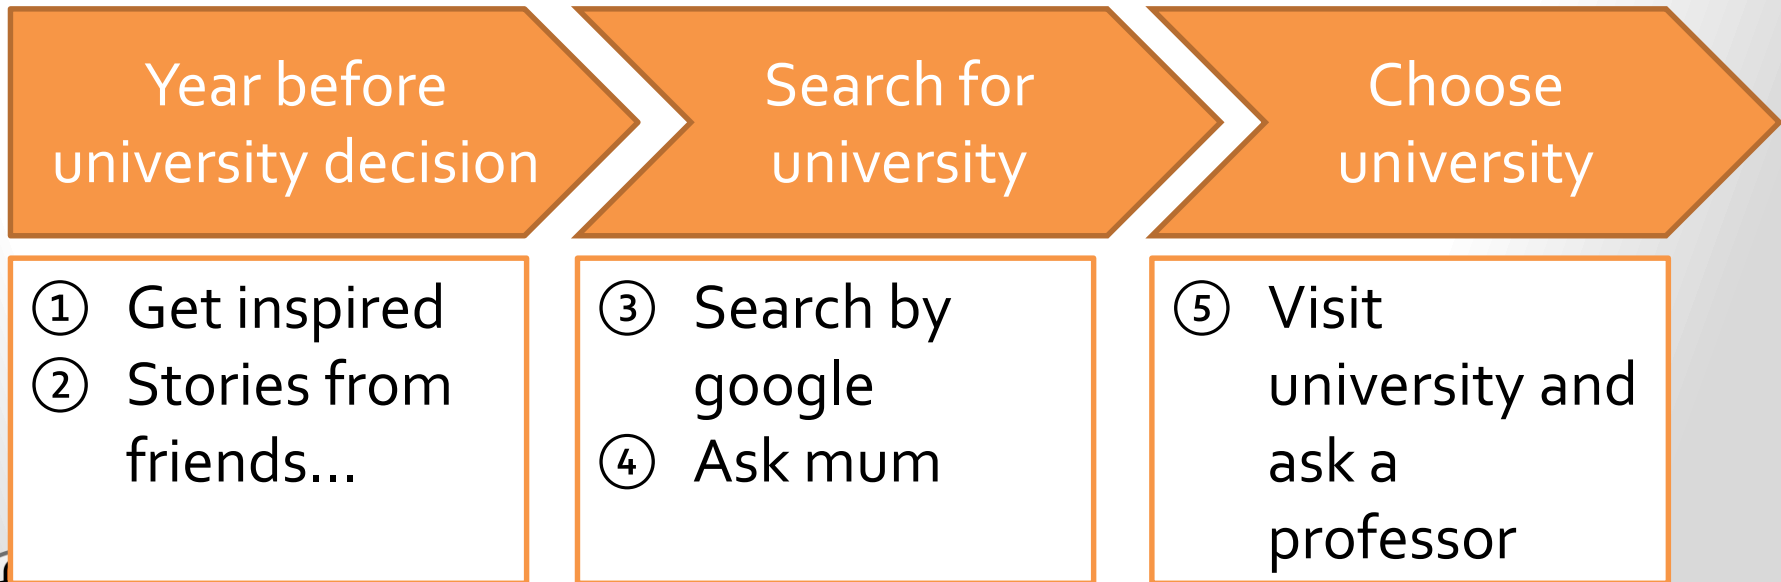 Year before
university decision
Search for
university
Choose
university
① Get inspired
② Stories from
friends...
③ Search by
google
④ Ask mum
⑤ Visit
university and
ask a
professor